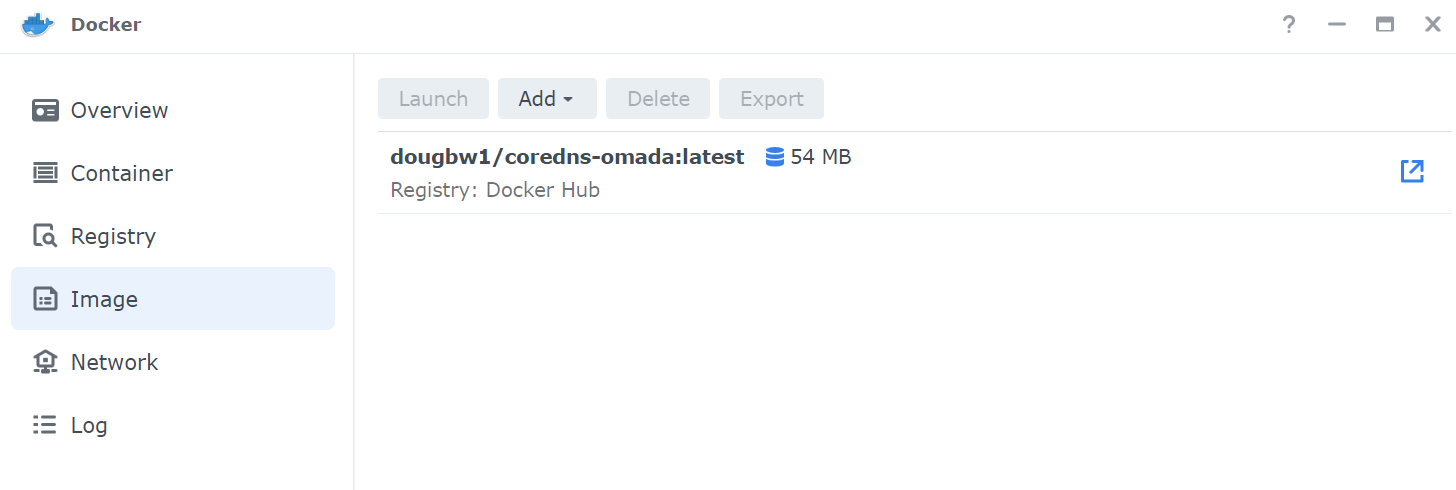 Docker
?
Overview
Container
Registry
Image
Network
Log
Launch Add Delete Export
dougbw1/coredns-omada:latest 54 MB
Registry: Docker Hub